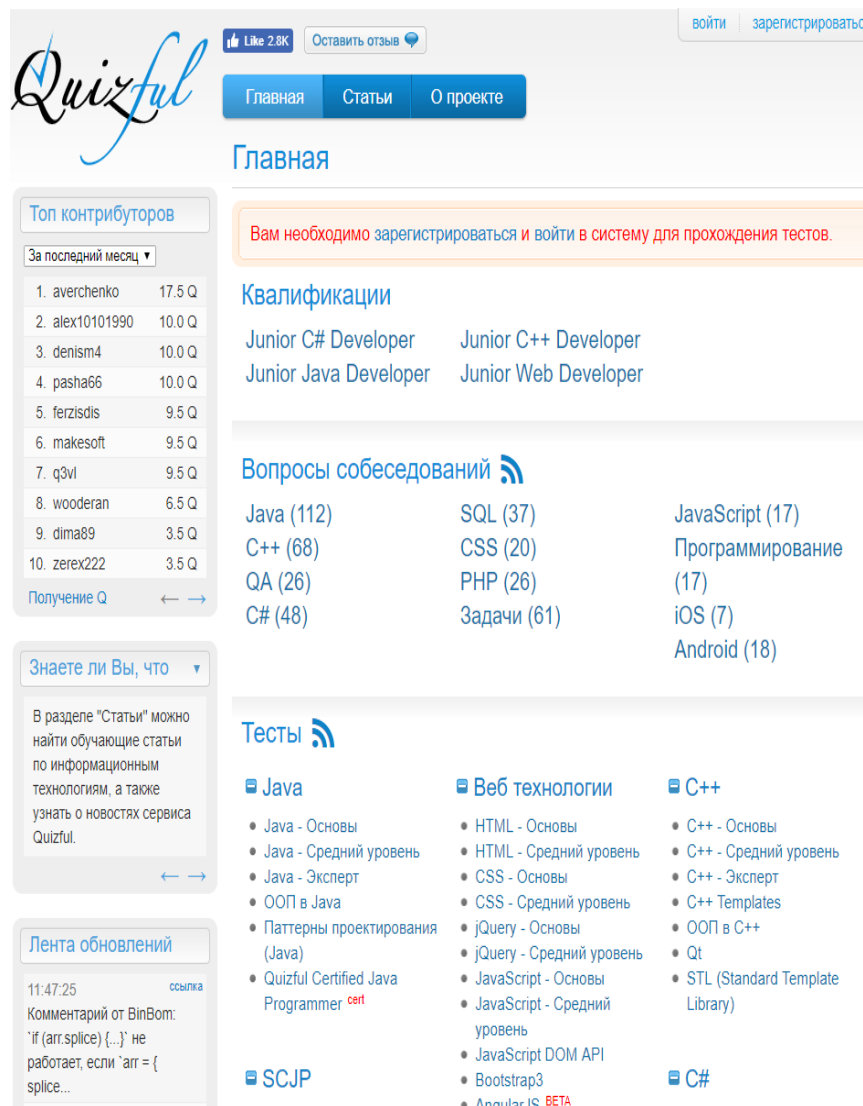 Quizful
Like 2.8K
Оставить отзыв
войти
зарегистрироватьс
Главная
Статьи
О проекте
Главная
Топ контрибуторов
За последний месяц
1. averchenko 17.5 Q
2. alex10101990 10.0 Q
3. denism4 10.0 Q
4. pasha66 10.0 Q
5. ferzisdis 9.5 Q
6. makesoft 9.5 Q
7. q3vl 9.5 Q
8. wooderan 6.5 Q
9. dima89 3.5 Q
10. zerex222 3.5 Q
Получение Q ← →
Знаете ли Вы, что
В разделе "Статьи" можно
найти обучающие статьи
по информационным
технологиям, а также
узнать о новостях сервиса
Quizful.
← →
Лента обновлений
11:47:25 ссылка
Комментарий от BinBom:
`if (arr.splice) {...}` не
работает, если `arr = {
splice...
Вам необходимо зарегистрироваться и войти в систему для прохождения тестов.
Квалификации
Junior C# Developer
Junior Java Developer
Junior C++ Developer
Junior Web Developer
Вопросы собеседований
Java (112)
C++ (68)
QA (26)
C# (48)
SQL (37)
CSS (20)
PHP (26)
Задачи (61)
JavaScript (17)
Программирование
(17)
iOS (7)
Android (18)
Тесты
Java
Java - Основы
Java - Средний уровень
Java - Эксперт
ООП в Java
Паттерны проектирования
(Java)
Quizful Certified Java
Programmer cert
SCJP
Веб технологии
HTML - Основы
HTML - Средний уровень
CSS - Основы
CSS - Средний уровень
jQuery - Основы
jQuery - Средний уровень
JavaScript - Основы
JavaScript - Средний
уровень
JavaScript DOM API
Bootstrap3
AngularJS BETA
C++
C++ - Основы
C++ - Средний уровень
C++ - Эксперт
C++ Templates
ООП в C++
Qt
STL (Standard Template
Library)
C#